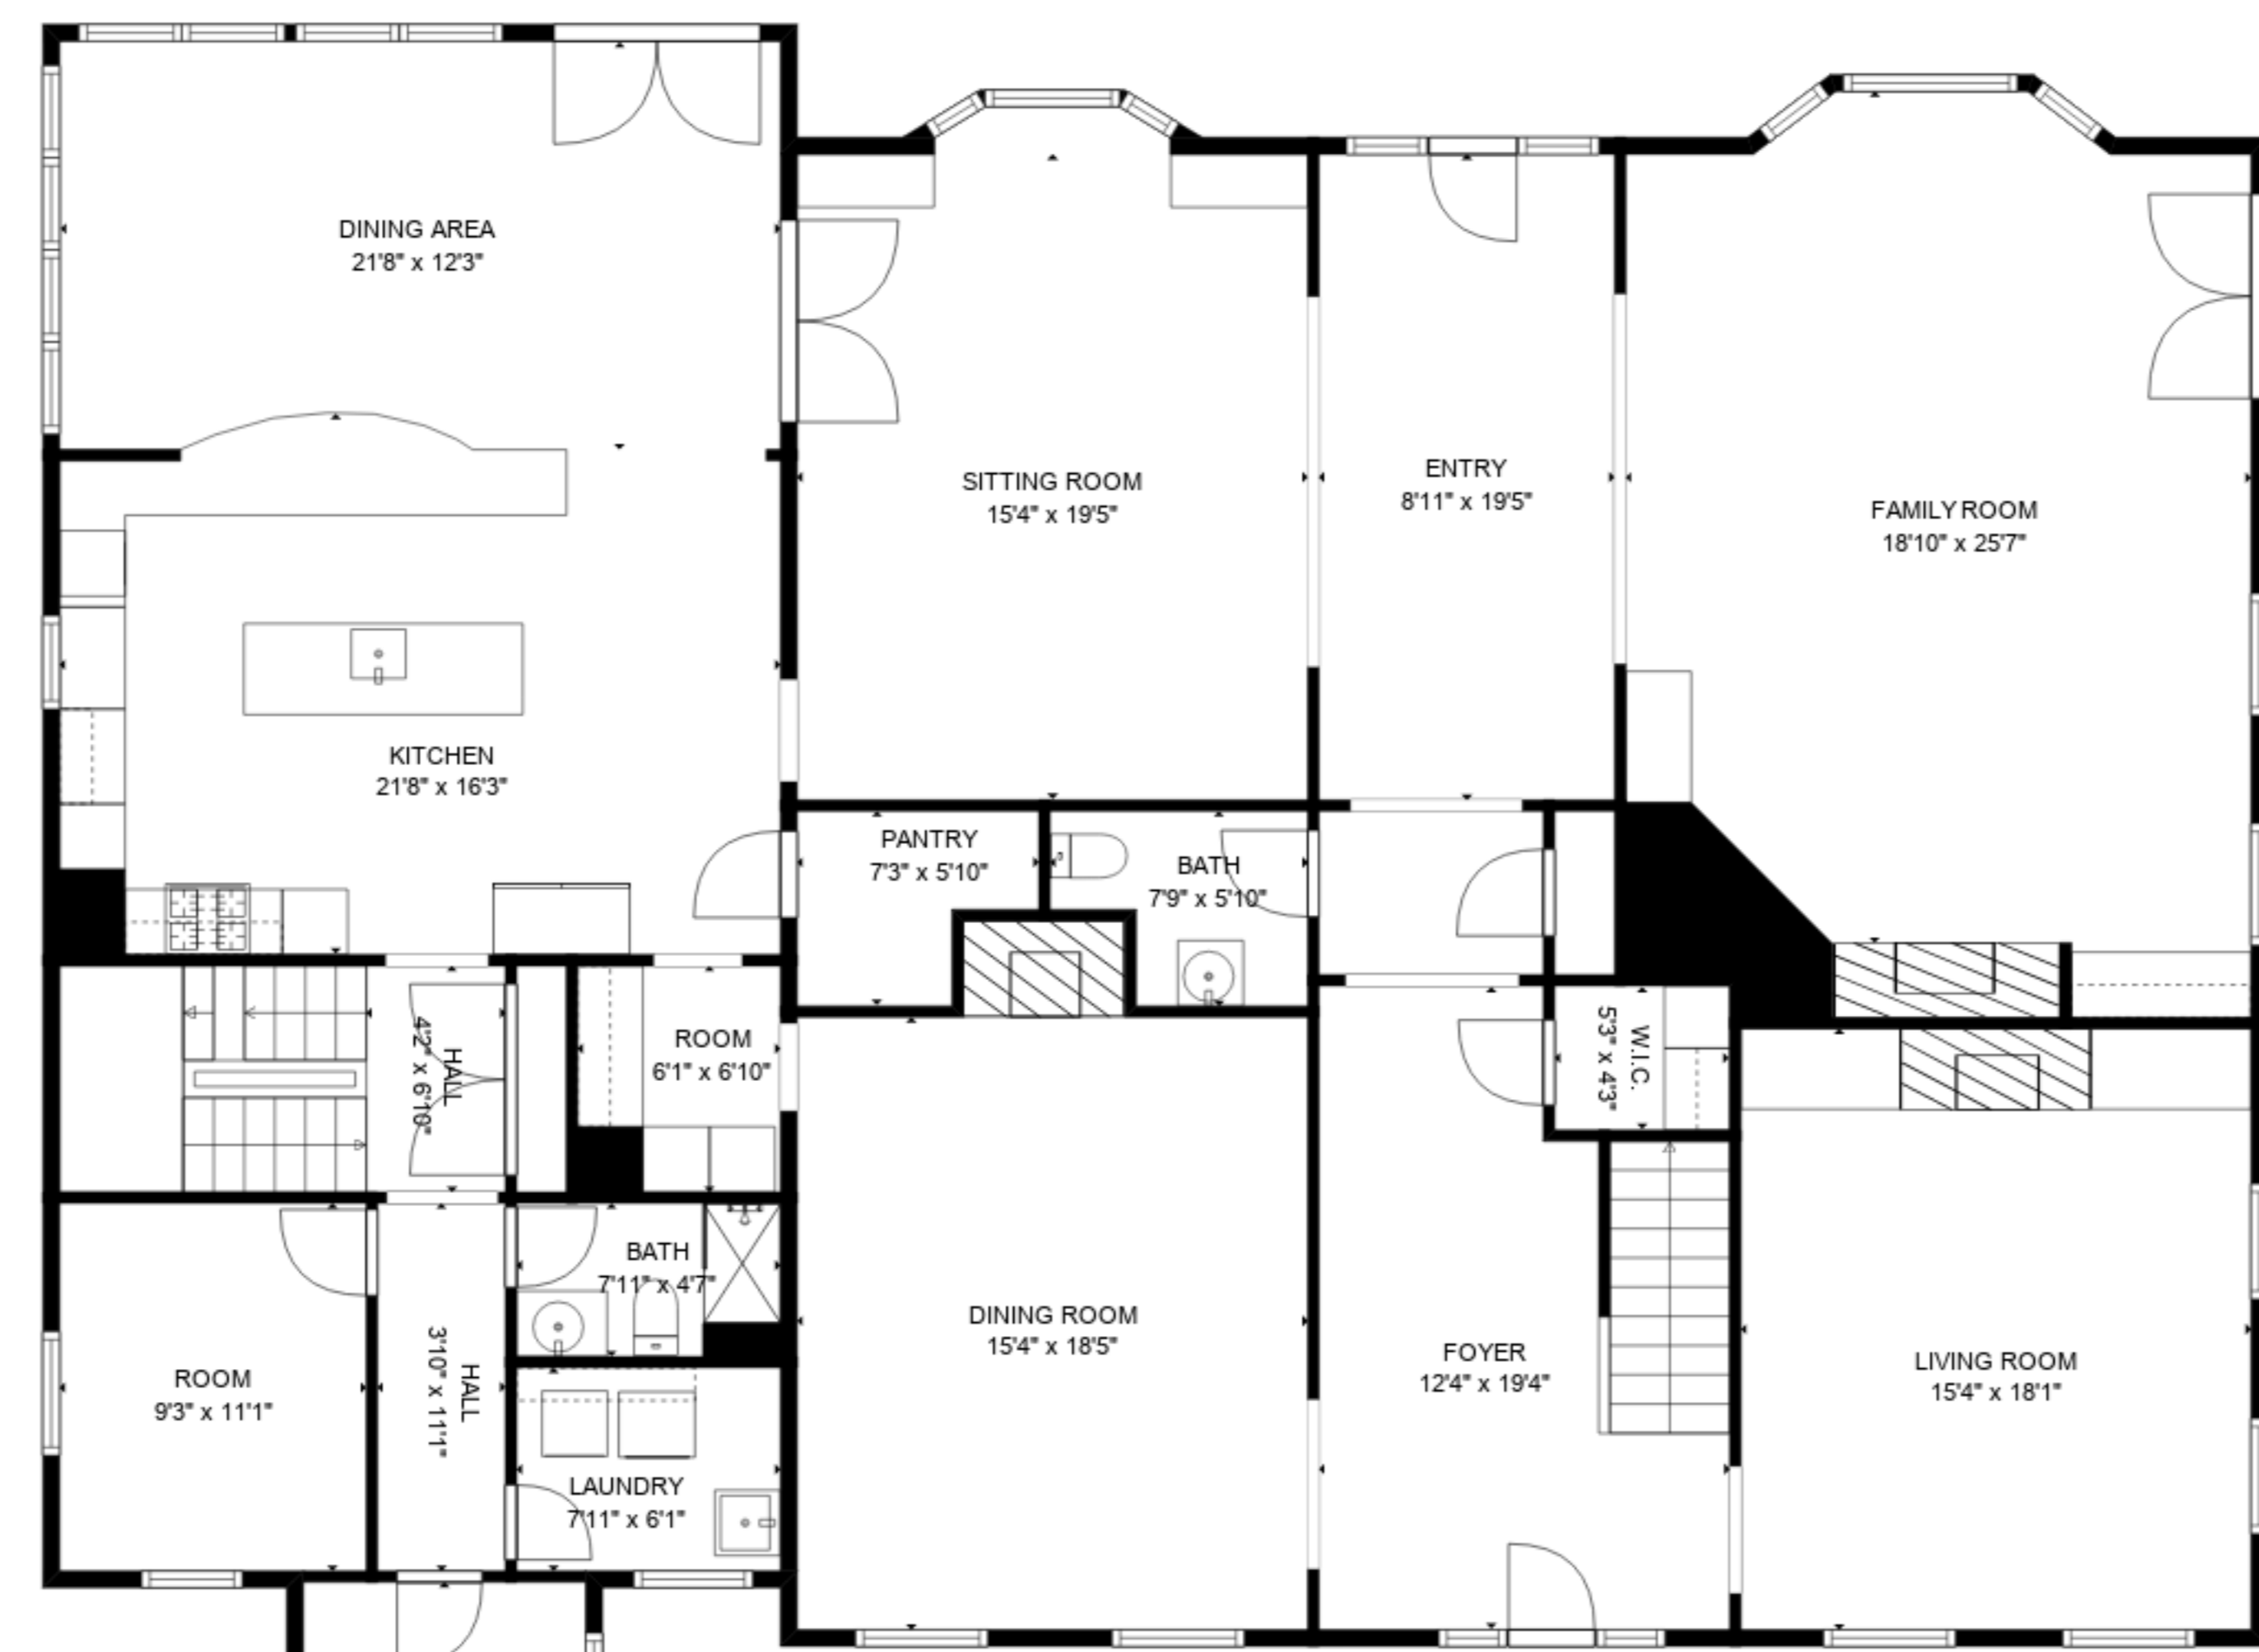 DINING AREA
21'8" x 12'3"
SITTING ROOM
15'4" x 19'5"
ENTRY
8'11" x 19'5"
FAMILY ROOM
18'10" x 25'7"
KITCHEN
21'8" x 16'3"
PANTRY
7'3" x 5'10"
BATH
7'9" x 5'10"
HALL
4'2" x 6'10"
ROOM
6'1" x 6'10"
W.I.C.
5'3" x 4'3"
BATH
7'11" x 4'7"
DINING ROOM
15'4" x 18'5"
FOYER
12'4" x 19'4"
LIVING ROOM
15'4" x 18'1"
ROOM
9'3" x 11'1"
HALL
3'10" x 11'1"
LAUNDRY
7'11" x 6'1"